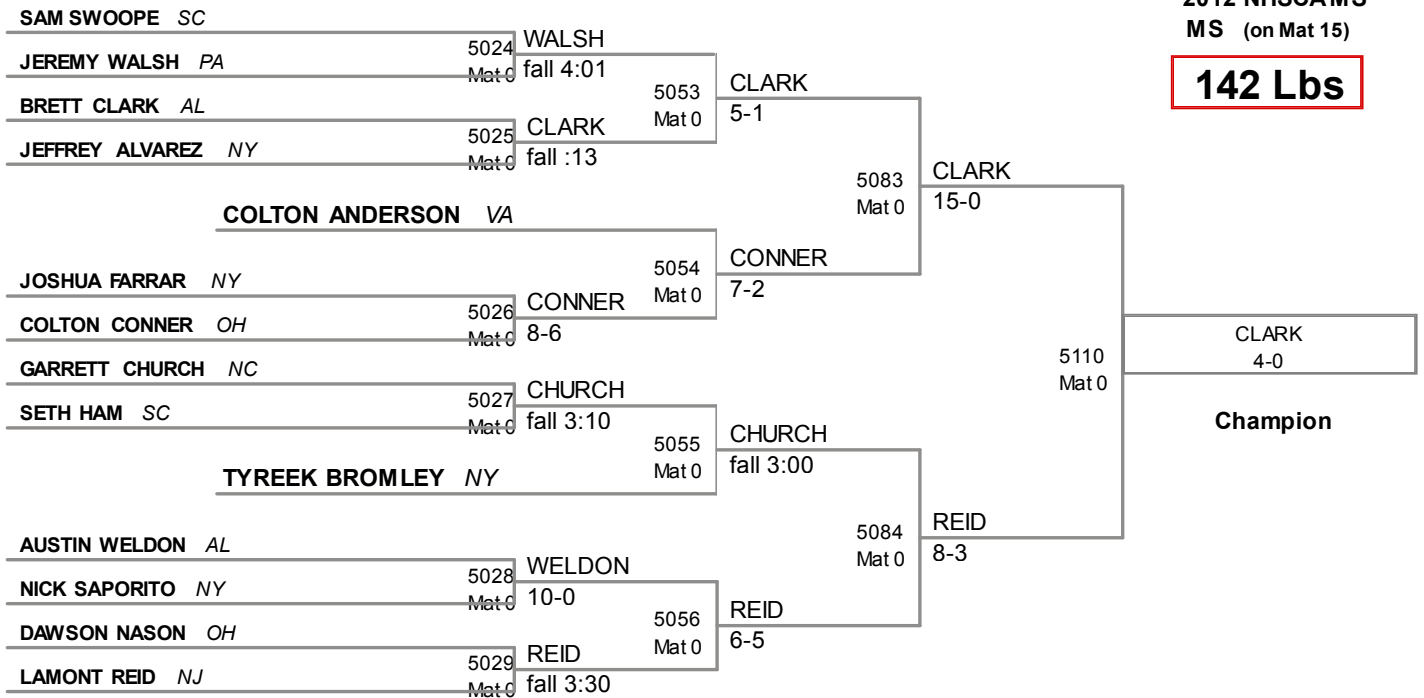 2012 NHSCA MS
MS (on Mat 15)
142 Lbs
SAM SWOOPE SC
JEREMY WALSH PA
BRETT CLARK AL
JEFFREY ALVAREZ NY
COLTON ANDERSON VA
JOSHUA FARRAR NY
COLTON CONNER OH
GARRETT CHURCH NC
SETH HAM SC
TYREEK BROMLEY NY
AUSTIN WELDON AL
NICK SAPORITO NY
DAWSON NASON OH
LAMONT REID NJ
5024
Mat 0
WALSH
fall 4:01
5025
Mat 0
CLARK
fall :13
5026
Mat 0
CONNER
8-6
5027
Mat 0
CHURCH
fall 3:10
5028
Mat 0
WELDON
10-0
5029
Mat 0
REID
fall 3:30
5053
Mat 0
CLARK
5-1
5054
Mat 0
CONNER
7-2
5055
Mat 0
CHURCH
fall 3:00
5056
Mat 0
REID
6-5
5083
Mat 0
CLARK
15-0
5084
Mat 0
REID
8-3
5110
Mat 0
CLARK
4-0
Champion